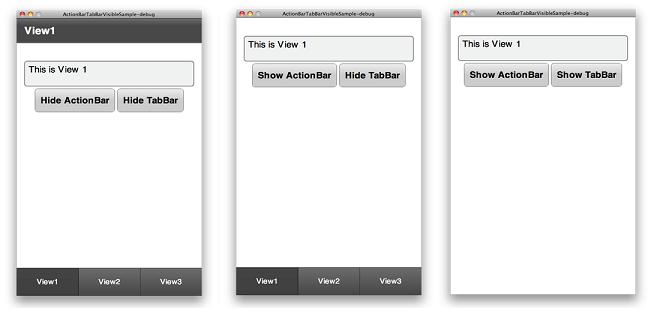 ActionBarTabBarVisibleSample-debug
View1
This is View 1
Hide ActionBar Hide TabBar
View1 View2 View3
ActionBarTabBarVisibleSample-debug
This is View 1
Show ActionBar Hide TabBar
View1 View2 View3
ActionBarTabBarVisibleSample-debug
This is View 1
Show ActionBar Show TabBar